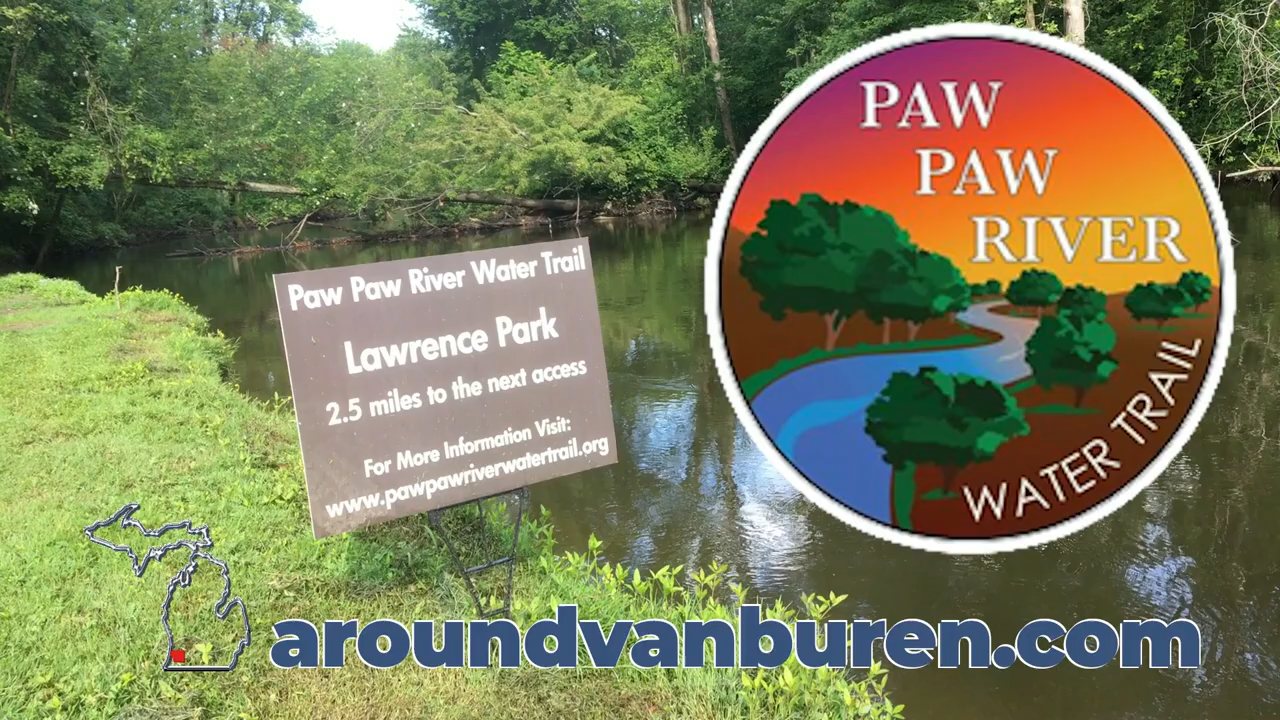 Paw Paw River Water Trail
Lawrence Park
2.5 miles to the next access
For More Information Visit:
www.pawpawriverwatertrail.org
PAW
PAW
RIVER
WATER TRAIL
aroundvanburen.com